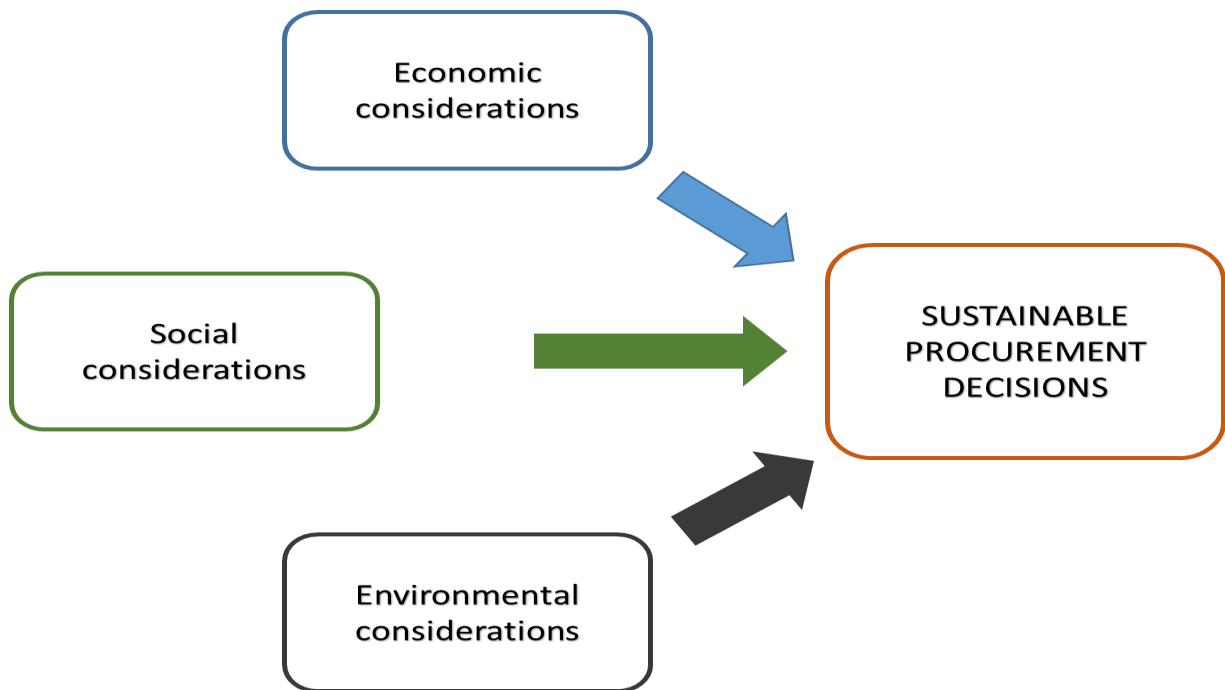 Economic
considerations
Social
considerations
SUSTAINABLE
PROCUREMENT
DECISIONS
Environmental
considerations